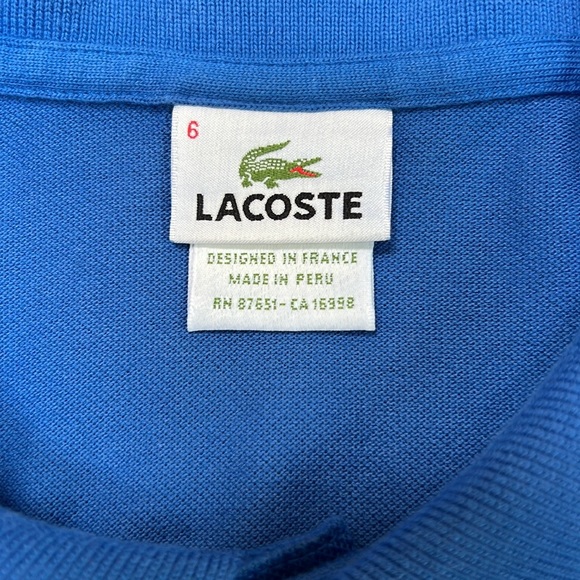 6
LACOSTE
DESIGNED IN FRANCE
MADE IN PERU
RN 87651-CA 16998